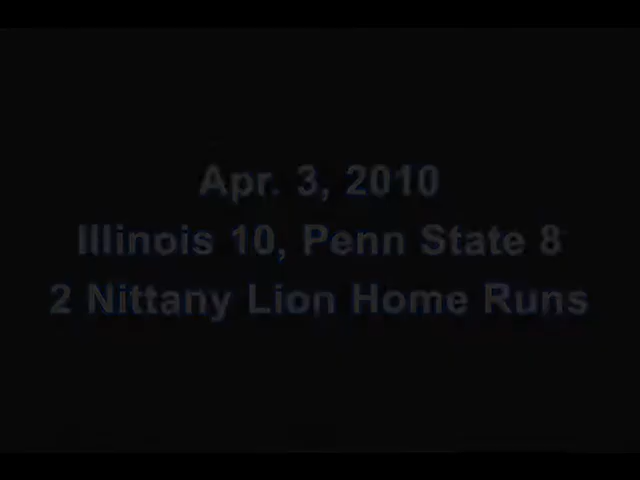 Apr. 3, 2010
Illinois 10, Penn State 8
2 Nittany Lion Home Runs